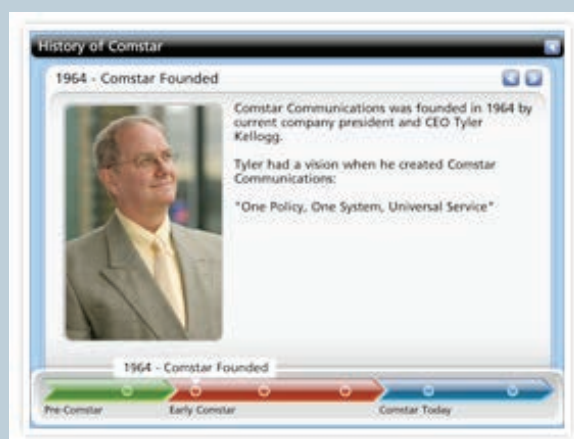 History of Comstar
1964 - Comstar Founded
Comstar Communications was founded in 1964 by
current company president and CEO Tyler
Kellogg.
Tyler had a vision when he created Comstar
Communications:
"One Policy, One System, Universal Service"
1964 - Comstar Founded
Pre-Comstar
Early Comstar
Comstar Today